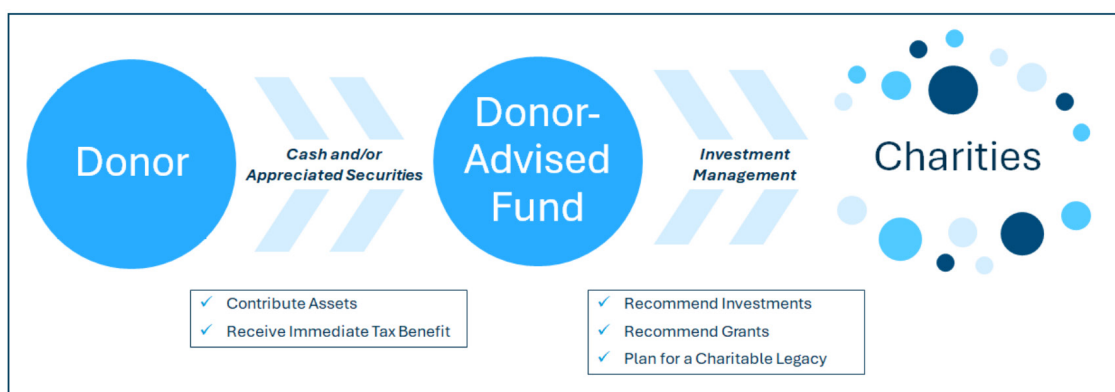 Donor
Cash and/or
Appreciated Securities
Donor-
Advised
Fund
Investment
Management
Charities
✓ Contribute Assets
✓ Receive Immediate Tax Benefit
✓ Recommend Investments
✓ Recommend Grants
✓ Plan for a Charitable Legacy